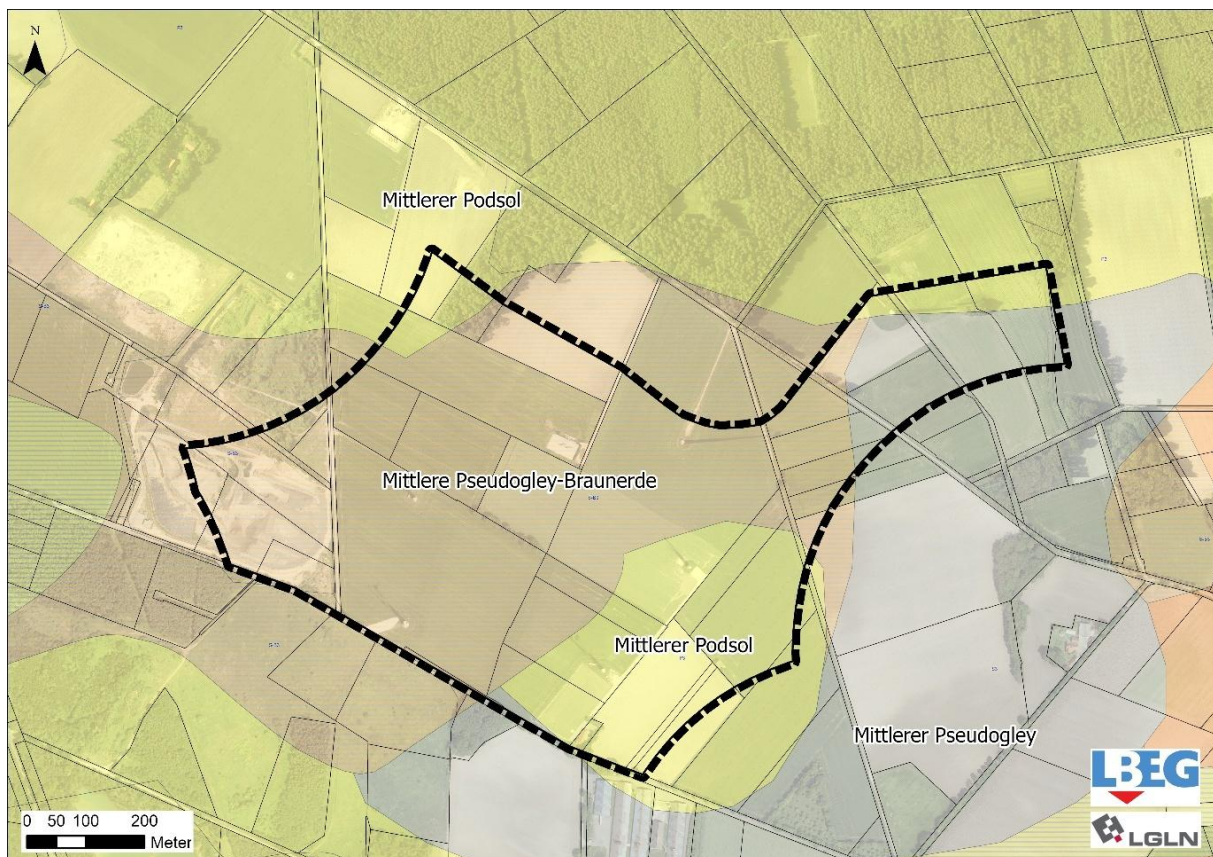 N
Mittlerer Podsol
Mittlere Pseudogley-Braunerde
Mittlerer Podsol
Mittlerer Pseudogley
LBEG
LGLN
0 50 100 200
Meter